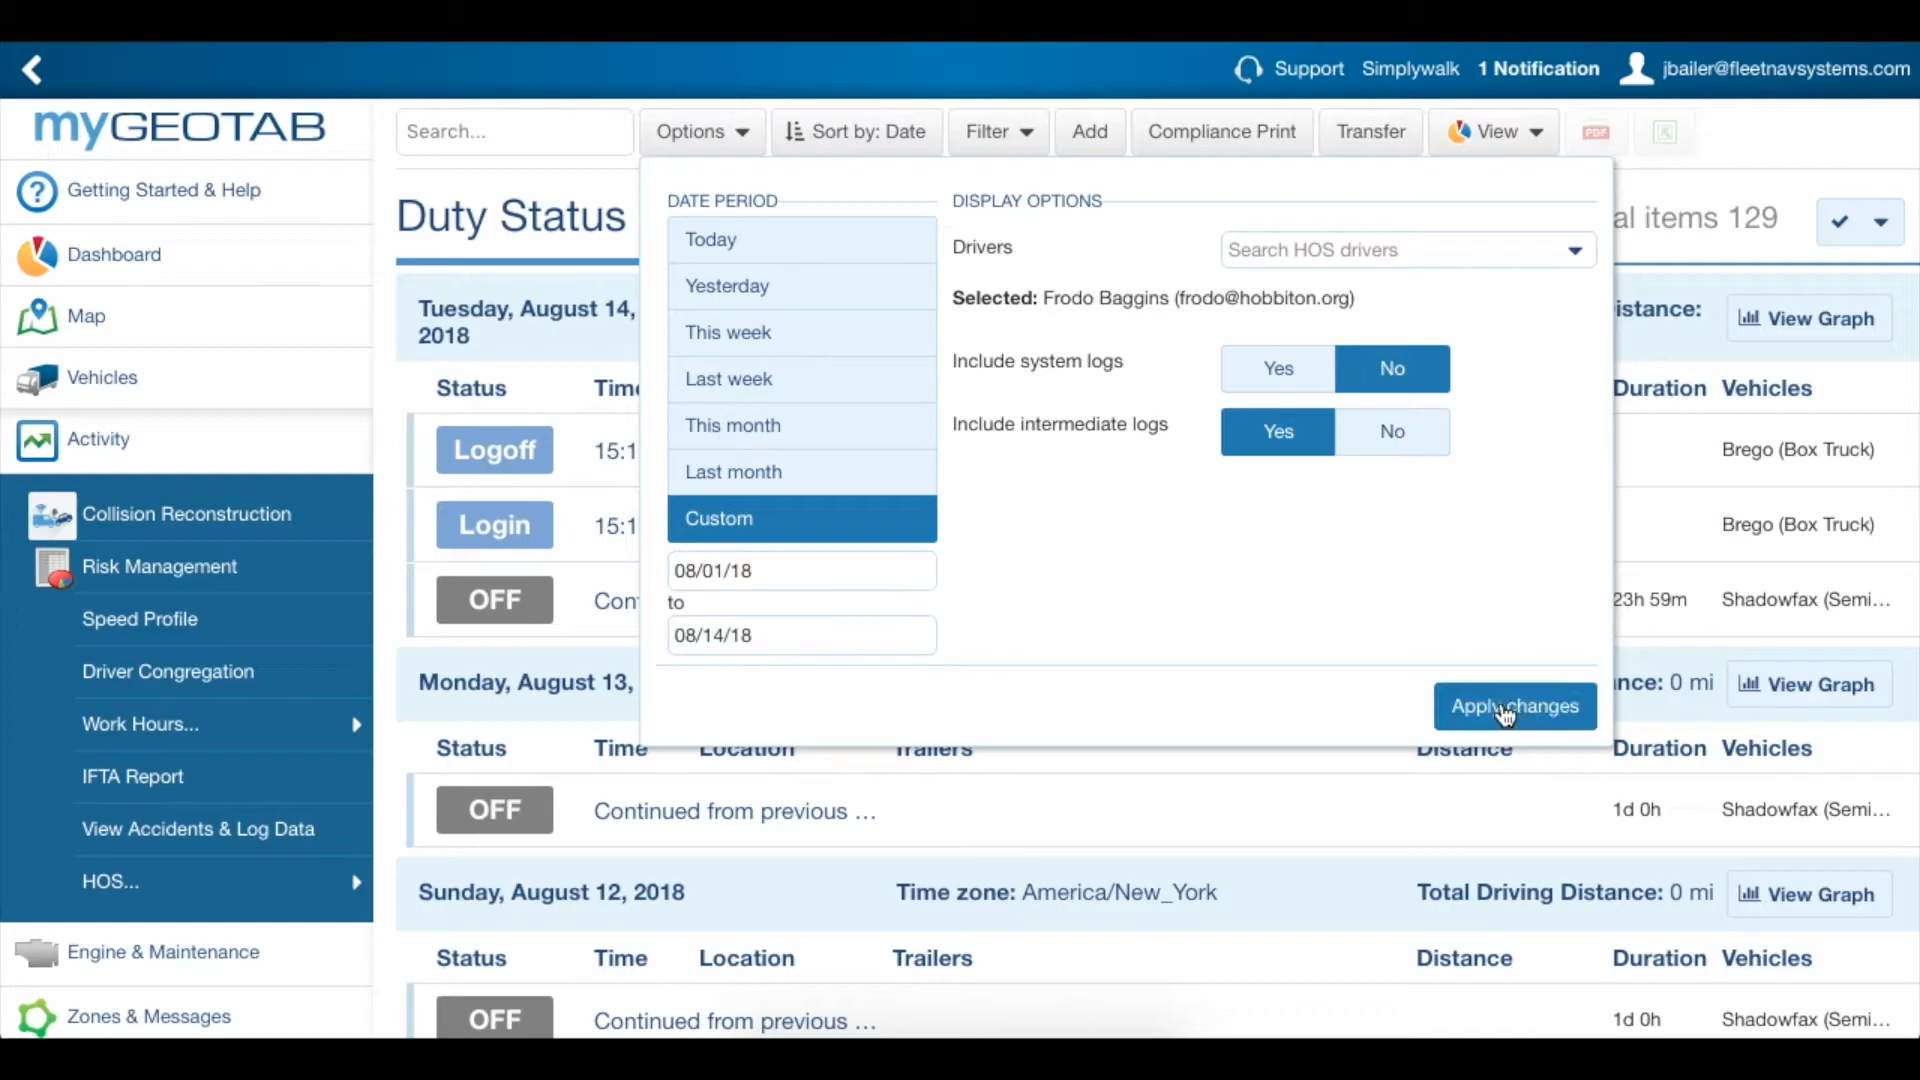 Support Simplywalk 1 Notification jbailer@fleetnavsystems.com
myGEOTAB
Getting Started & Help
Dashboard
Map
Vehicles
Activity
Collision Reconstruction
Risk Management
Speed Profile
Driver Congregation
Work Hours...
IFTA Report
View Accidents & Log Data
HOS...
Engine & Maintenance
Zones & Messages
Search... Options Sort by: Date Filter Add Compliance Print Transfer View PDF
Duty Status
al items 129
DATE PERIOD
Today
Yesterday
This week
Last week
This month
Last month
Custom
08/01/18
to
08/14/18
DISPLAY OPTIONS
Drivers Search HOS drivers
Selected: Frodo Baggins (frodo@hobbiton.org)
Include system logs Yes No
Include intermediate logs Yes No
Apply changes
Tuesday, August 14,
2018
istance: View Graph
Status Time Duration Vehicles
Logoff 15:1 Brego (Box Truck)
Login 15:1 Brego (Box Truck)
OFF Con 23h 59m Shadowfax (Semi...
Monday, August 13, nce: 0 mi View Graph
Status Time Location Trailers Distance Duration Vehicles
OFF Continued from previous ... 1d 0h Shadowfax (Semi...
Sunday, August 12, 2018 Time zone: America/New_York Total Driving Distance: 0 mi View Graph
Status Time Location Trailers Distance Duration Vehicles
OFF Continued from previous ... 1d 0h Shadowfax (Semi...